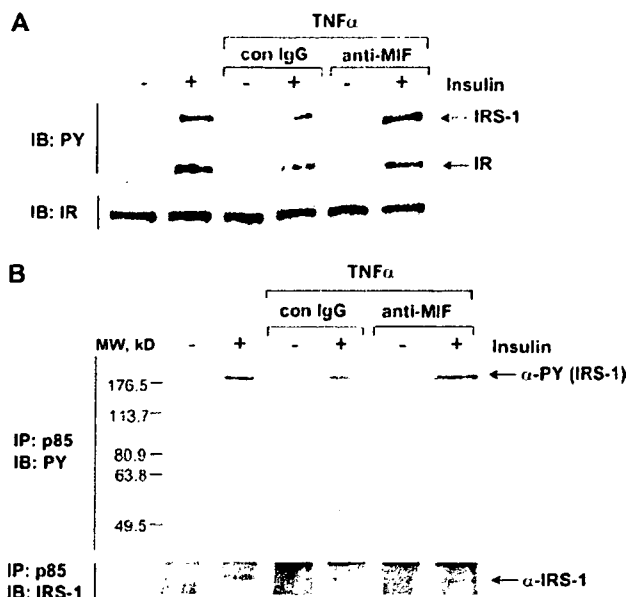 A
TNFα
con IgG anti-MIF
- + - + - + Insulin
IRS-1
IB: PY
IR
IB: IR
B
TNFα
con IgG anti-MIF
MW, kD - + - + - + Insulin
176.5 α-PY (IRS-1)
113.7
IP: p85
IB: PY
80.9
63.8
49.5
IP: p85
IB: IRS-1
α-IRS-1